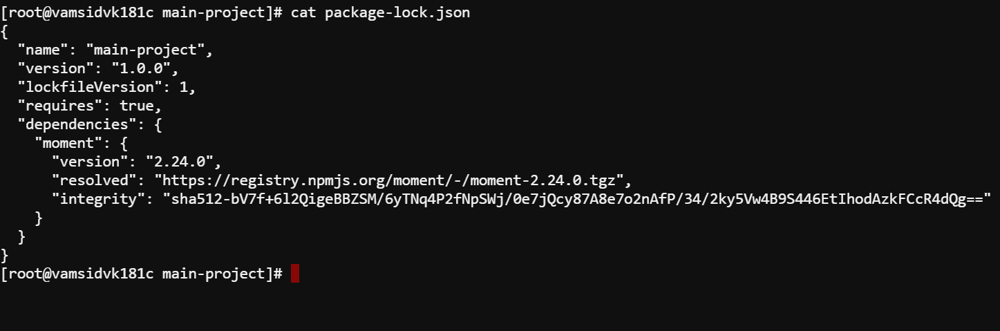 [root@vamsidvk181c main-project]# cat package-lock.json
{
  "name": "main-project",
  "version": "1.0.0",
  "lockfileVersion": 1,
  "requires": true,
  "dependencies": {
    "moment": {
      "version": "2.24.0",
      "resolved": "https://registry.npmjs.org/moment/-/moment-2.24.0.tgz",
      "integrity": "sha512-bV7f+6l2QigeBBZSM/6yTNq4P2fNpSWj/0e7jQcy87A8e7o2nAfP/34/2ky5Vw4B9S446EtIhodAzkFCcR4dQg=="
    }
  }
}
[root@vamsidvk181c main-project]#